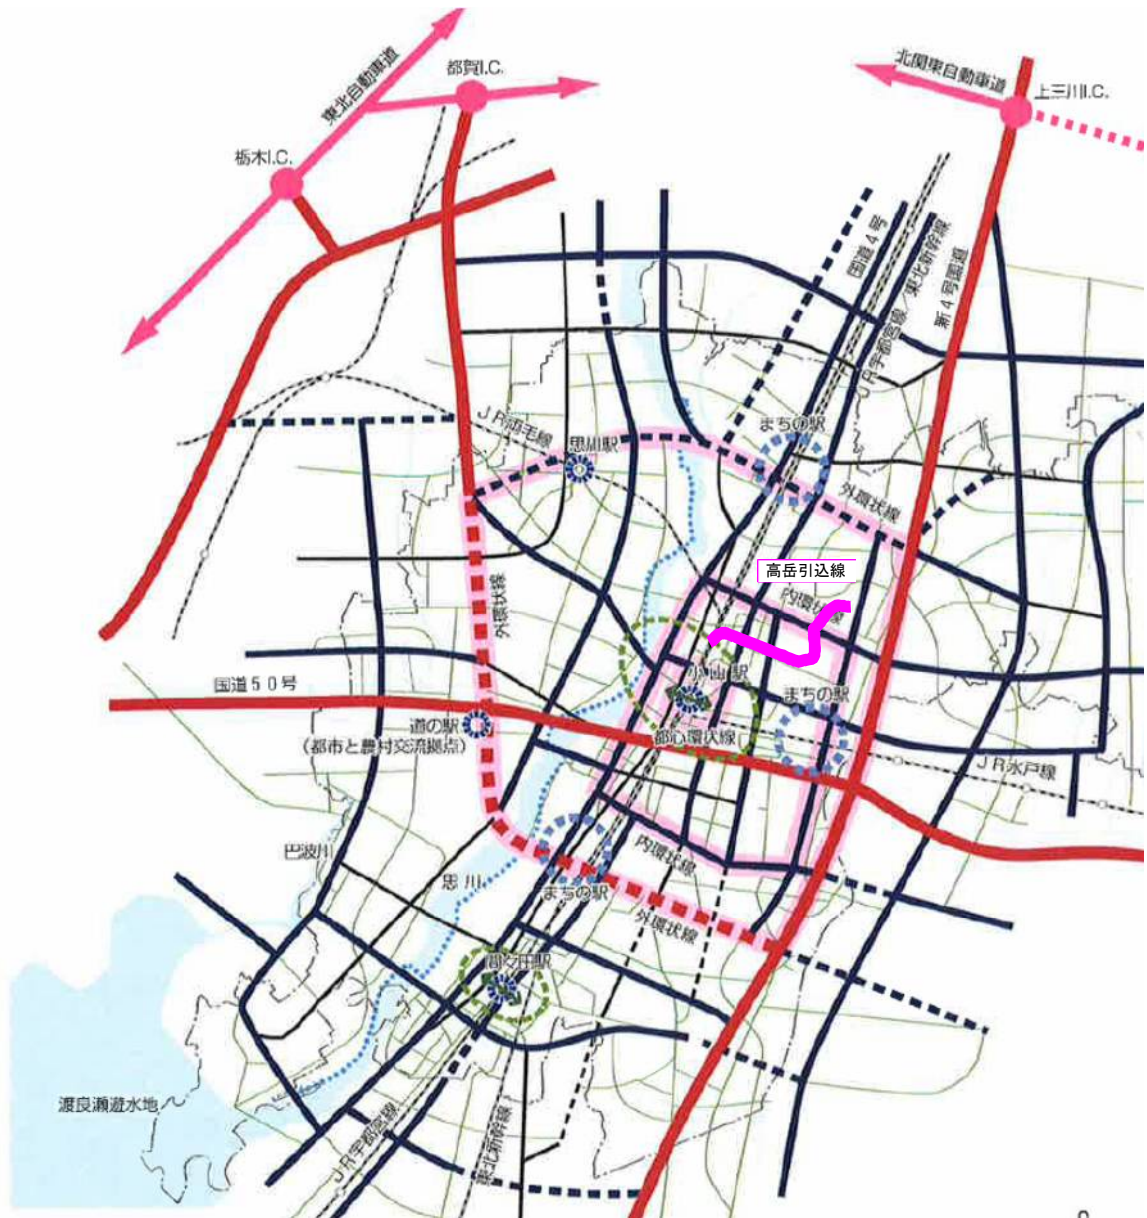 東北自動車道
都賀I.C.
栃木I.C.
北関東自動車道
上三川I.C.
国道4号
JR宇都宮線/東北新幹線
新4号国道
JR両毛線
思川駅
まちの駅
外環状線
高岳引込線
内環状線
外環状線
小山駅
国道50号
道の駅
(都市と農村交流拠点)
まちの駅
都心環状線
JR水戸線
巴波川
思川
まちの駅
内環状線
外環状線
間々田駅
渡良瀬遊水地
JR宇都宮線
東北新幹線